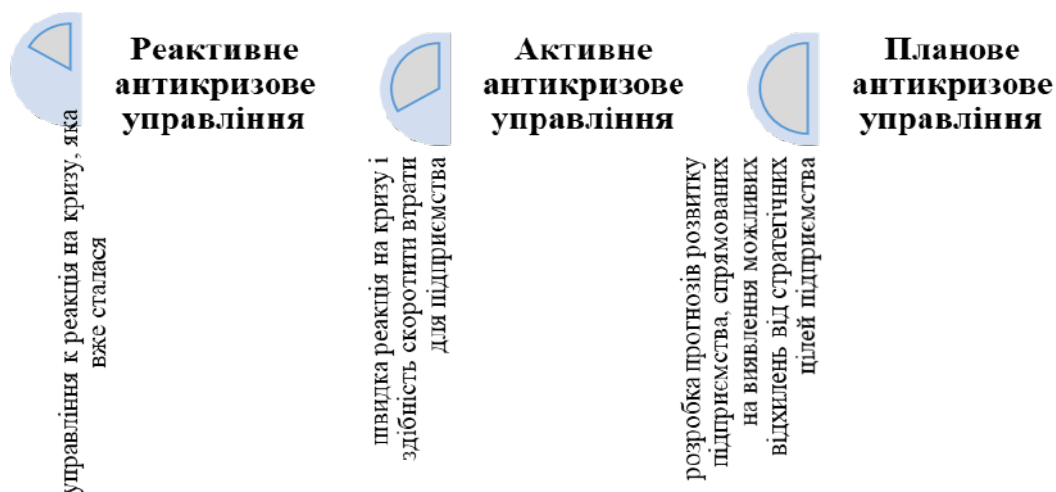 Реактивне
антикризове
управління
управління к реакція на кризу, яка
вже сталася
Активне
антикризове
управління
швидка реакція на кризу і
здібність скоротити втрати
для підприємства
Планове
антикризове
управління
розробка прогнозів розвитку
підприємства, спрямованих
на виявлення можливих
відхилень від стратегічних
цілей підприємства